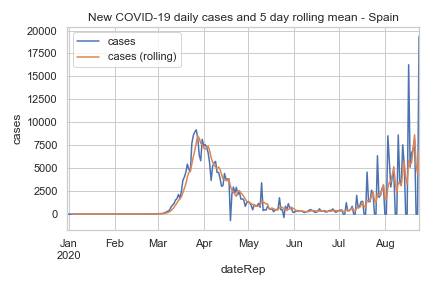 New COVID-19 daily cases and 5 day rolling mean - Spain
20000
17500
15000
12500
10000
7500
5000
2500
0
cases
cases
cases (rolling)
Jan Feb Mar Apr May Jun Jul Aug
2020
dateRep